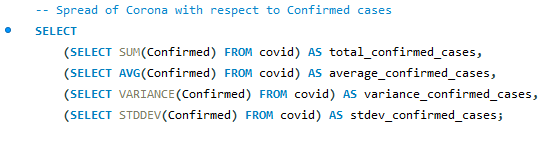 -- Spread of Corona with respect to Confirmed cases
SELECT
(SELECT SUM(Confirmed) FROM covid) AS total_confirmed_cases,
(SELECT AVG(Confirmed) FROM covid) AS average_confirmed_cases,
(SELECT VARIANCE(Confirmed) FROM covid) AS variance_confirmed_cases,
(SELECT STDDEV(Confirmed) FROM covid) AS stdev_confirmed_cases;